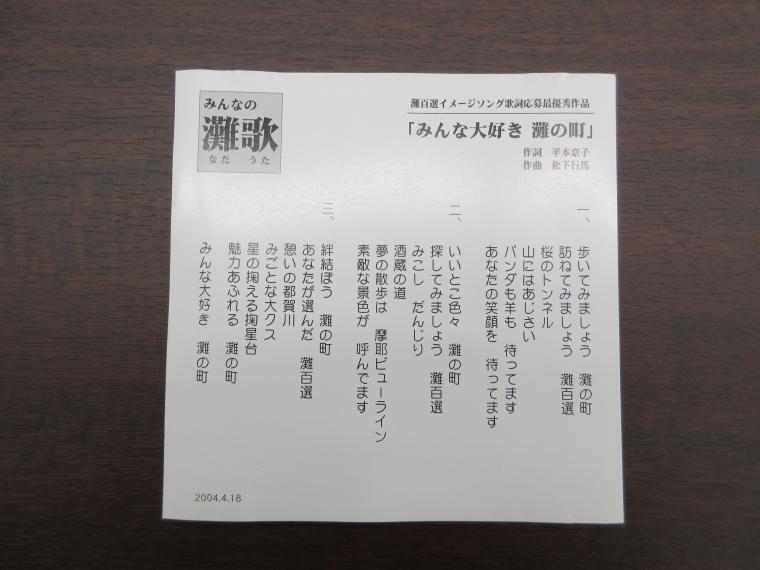 みんなの
灘歌
なだ うた
灘百選イメージソング歌詞応募最優秀作品
「みんな大好き 灘の町」
作詞 平本京子
作曲 松下行馬
一、
歩いてみましょう 灘の町
訪ねてみましょう 灘百選
桜のトンネル
山にはあじさい
パンダも羊も 待ってます
あなたの笑顔を 待ってます
二、
いいとこ色々 灘の町
探してみましょう 灘百選
みこし だんじり
酒蔵の道
夢の散歩は 摩耶ビューライン
素敵な景色が 呼んでます
三、
絆結ぼう 灘の町
あなたが選んだ 灘百選
憩いの都賀川
みごとな大クス
星の掬える掬星台
魅力あふれる 灘の町
みんな大好き 灘の町
2004.4.18